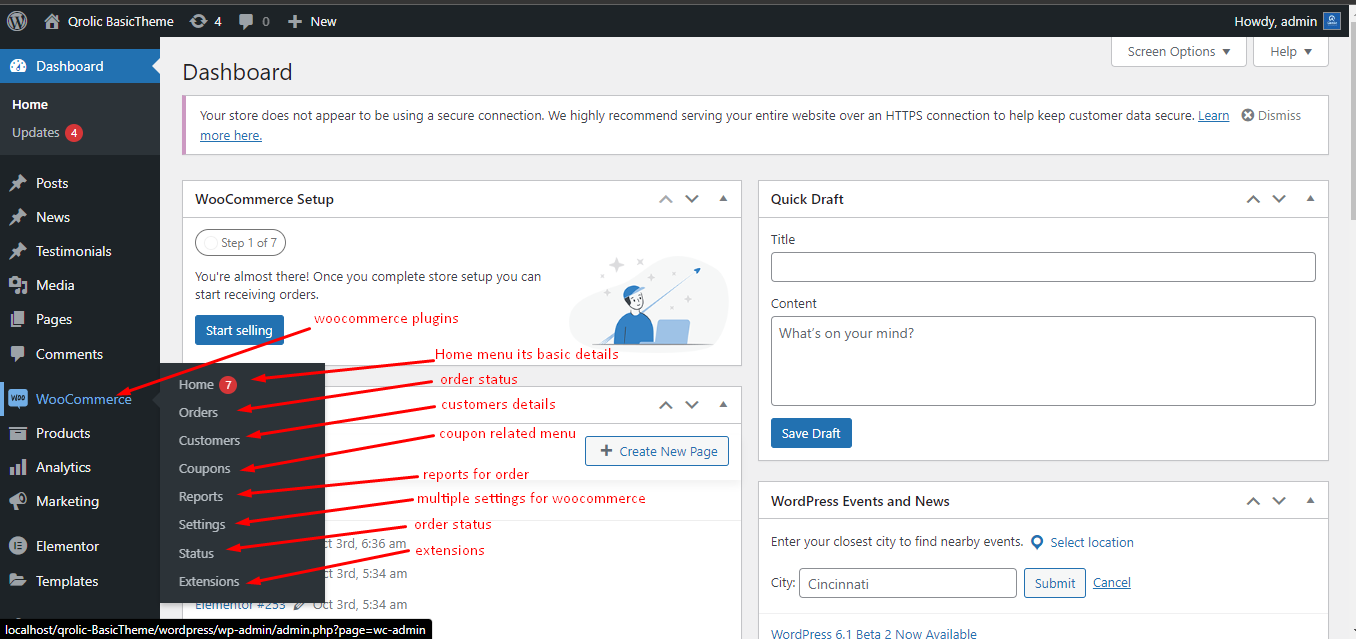 Qrolic BasicTheme 4 0 New
Howdy, admin
Dashboard
Home
Updates 4
Posts
News
Testimonials
Media
Pages
Comments
WooCommerce
Products
Analytics
Marketing
Elementor
Templates
Home 7
Orders
Customers
Coupons
Reports
Settings
Status
Extensions
Screen Options
Help
Dashboard
Your store does not appear to be using a secure connection. We highly recommend serving your entire website over an HTTPS connection to help keep customer data secure. Learn
more here.
Dismiss
WooCommerce Setup
Step 1 of 7
You're almost there! Once you complete store setup you can
start receiving orders.
Start selling
woocommerce plugins
Home menu its basic details
order status
customers details
coupon related menu
reports for order
multiple settings for woocommerce
order status
extensions
Create New Page
3rd, 6:36 am
3rd, 5:34 am
Elementor #253 Oct 3rd, 5:34 am
Quick Draft
Title
Content
What's on your mind?
Save Draft
WordPress Events and News
Enter your closest city to find nearby events. Select location
City: Cincinnati Submit Cancel
WordPress 6.1 Beta 2 Now Available
localhost/qrolic-BasicTheme/wordpress/wp-admin/admin.php?page=wc-admin